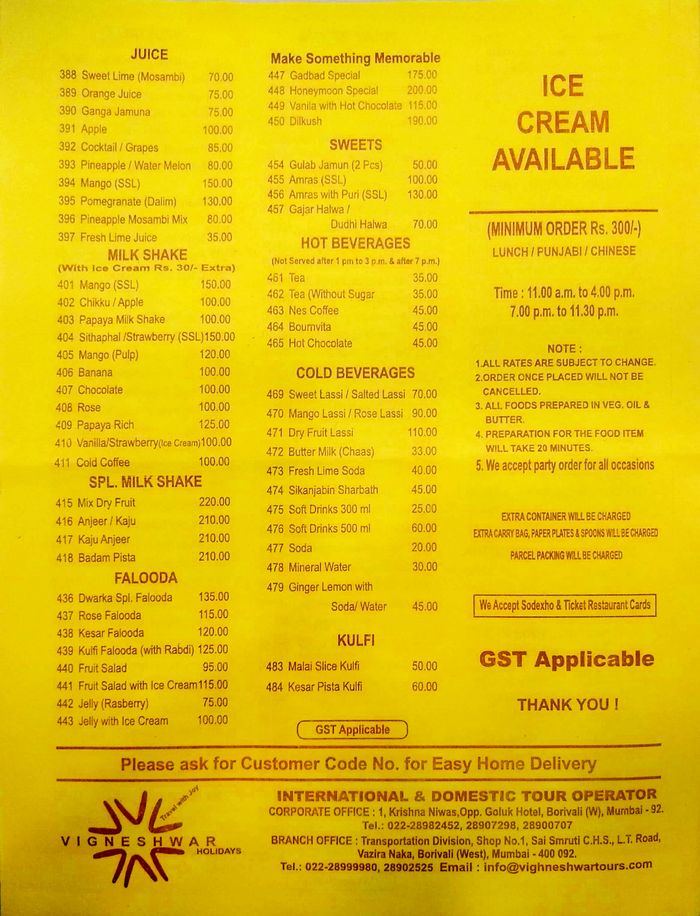 JUICE
388 Sweet Lime (Mosambi) 70.00
389 Orange Juice 75.00
390 Ganga Jamuna 75.00
391 Apple 100.00
392 Cocktail / Grapes 85.00
393 Pineapple / Water Melon 80.00
394 Mango (SSL) 150.00
395 Pomegranate (Dalim) 130.00
396 Pineapple Mosambi Mix 80.00
397 Fresh Lime Juice 35.00
MILK SHAKE
(With Ice Cream Rs. 30/- Extra)
401 Mango (SSL) 150.00
402 Chikku / Apple 100.00
403 Papaya Milk Shake 100.00
404 Sithaphal /Strawberry (SSL)150.00
405 Mango (Pulp) 120.00
406 Banana 100.00
407 Chocolate 100.00
408 Rose 100.00
409 Papaya Rich 125.00
410 Vanilla/Strawberry(Ice Cream)100.00
411 Cold Coffee 100.00
SPL. MILK SHAKE
415 Mix Dry Fruit 220.00
416 Anjeer / Kaju 210.00
417 Kaju Anjeer 210.00
418 Badam Pista 210.00
FALOODA
436 Dwarka Spl. Falooda 135.00
437 Rose Falooda 115.00
438 Kesar Falooda 120.00
439 Kulfi Falooda (with Rabdi) 125.00
440 Fruit Salad 95.00
441 Fruit Salad with Ice Cream115.00
442 Jelly (Rasberry) 75.00
443 Jelly with Ice Cream 100.00
Make Something Memorable
447 Gadbad Special 175.00
448 Honeymoon Special 200.00
449 Vanila with Hot Chocolate 115.00
450 Dilkush 190.00
SWEETS
454 Gulab Jamun (2 Pcs) 50.00
455 Amras (SSL) 100.00
456 Amras with Puri (SSL) 130.00
457 Gajar Halwa /
Dudhi Halwa 70.00
HOT BEVERAGES
(Not Served after 1 pm to 3 p.m. & after 7 p.m.)
461 Tea 35.00
462 Tea (Without Sugar 35.00
463 Nes Coffee 45.00
464 Bournvita 45.00
465 Hot Chocolate 45.00
COLD BEVERAGES
469 Sweet Lassi / Salted Lassi 70.00
470 Mango Lassi / Rose Lassi 90.00
471 Dry Fruit Lassi 110.00
472 Butter Milk (Chaas) 33.00
473 Fresh Lime Soda 40.00
474 Sikanjabin Sharbath 45.00
475 Soft Drinks 300 ml 25.00
476 Soft Drinks 500 ml 60.00
477 Soda 20.00
478 Mineral Water 30.00
479 Ginger Lemon with
Soda/ Water 45.00
KULFI
483 Malai Slice Kulfi 50.00
484 Kesar Pista Kulfi 60.00
GST Applicable
ICE
CREAM
AVAILABLE
(MINIMUM ORDER Rs. 300/-)
LUNCH / PUNJABI / CHINESE
Time : 11.00 a.m. to 4.00 p.m.
7.00 p.m. to 11.30 p.m.
NOTE :
1.ALL RATES ARE SUBJECT TO CHANGE.
2.ORDER ONCE PLACED WILL NOT BE
CANCELLED.
3. ALL FOODS PREPARED IN VEG. OIL &
BUTTER.
4. PREPARATION FOR THE FOOD ITEM
WILL TAKE 20 MINUTES.
5. We accept party order for all occasions
EXTRA CONTAINER WILL BE CHARGED
EXTRA CARRY BAG, PAPER PLATES & SPOONS WILL BE CHARGED
PARCEL PACKING WILL BE CHARGED
We Accept Sodexho & Ticket Restaurant Cards
GST Applicable
THANK YOU !
Please ask for Customer Code No. for Easy Home Delivery
Travel with Joy
VIGNESHWAR
HOLIDAYS
INTERNATIONAL & DOMESTIC TOUR OPERATOR
CORPORATE OFFICE : 1, Krishna Niwas,Opp. Goluk Hotel, Borivali (W), Mumbai - 92.
Tel.: 022-28982452, 28907298, 28900707
BRANCH OFFICE : Transportation Division, Shop No.1, Sai Smruti C.H.S., L.T. Road,
Vazira Naka, Borivali (West), Mumbai - 400 092.
Tel.: 022-28999980, 28902525 Email : info@vighneshwartours.com